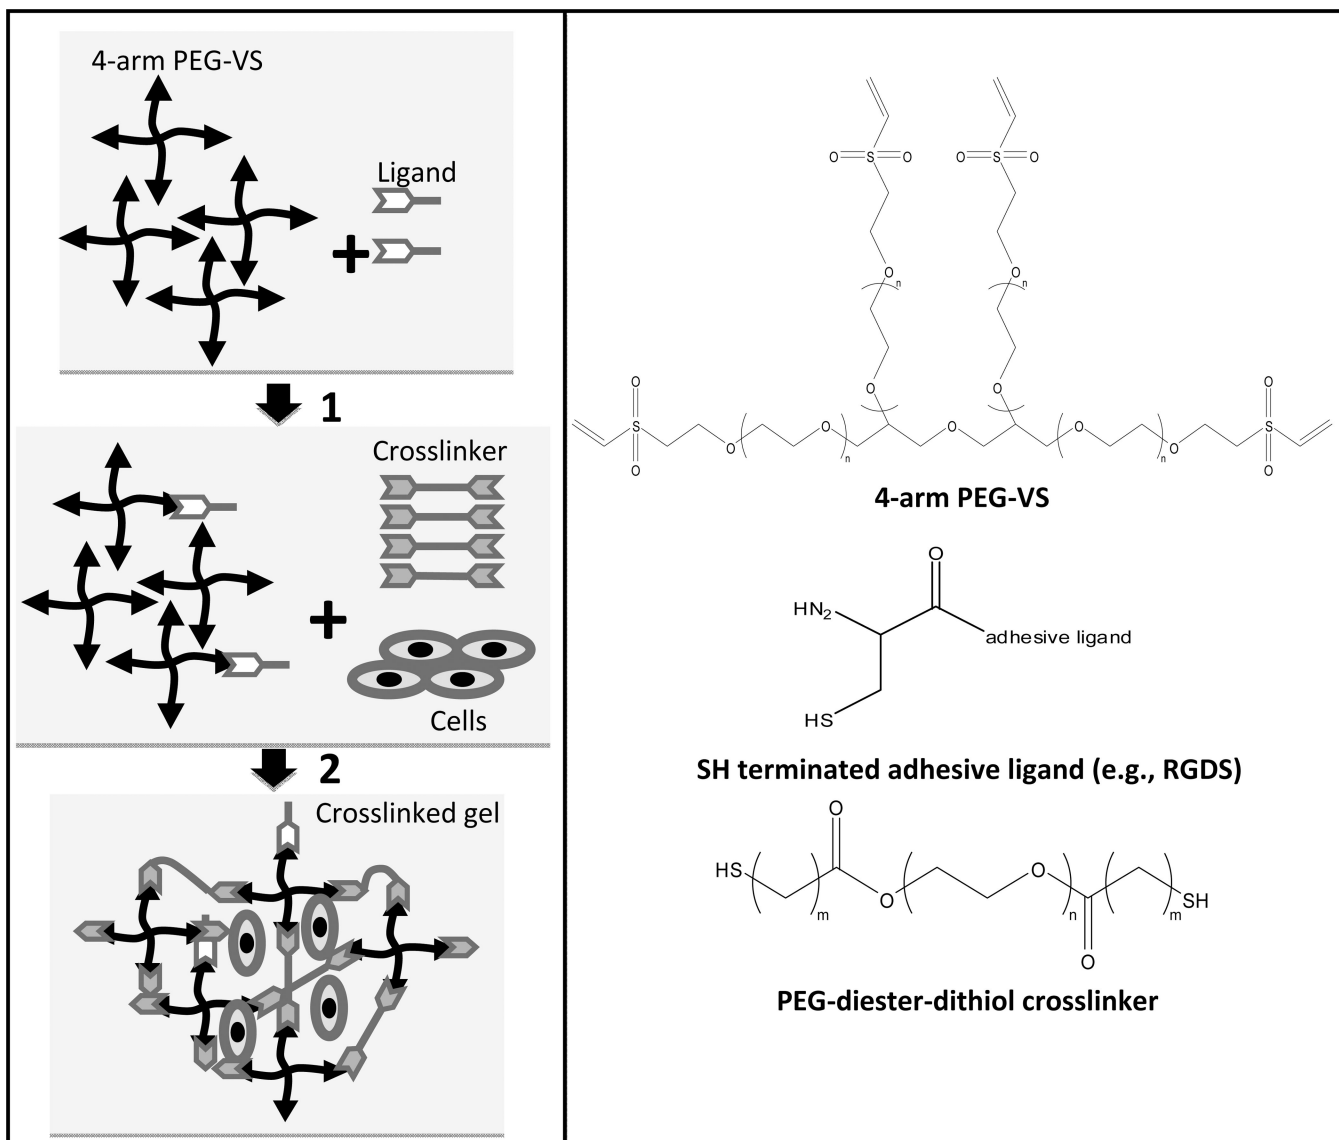 4-arm PEG-VS
Ligand
+
1
Crosslinker
+
Cells
2
Crosslinked gel
O S O
O S O
O n
O n
O
O
O
O
S
O
O
O
n
O
O
n
O
O
S
O
4-arm PEG-VS
O
HN2
adhesive ligand
HS
SH terminated adhesive ligand (e.g., RGDS)
O
HS
m
O
O
n
O
m
SH
PEG-diester-dithiol crosslinker